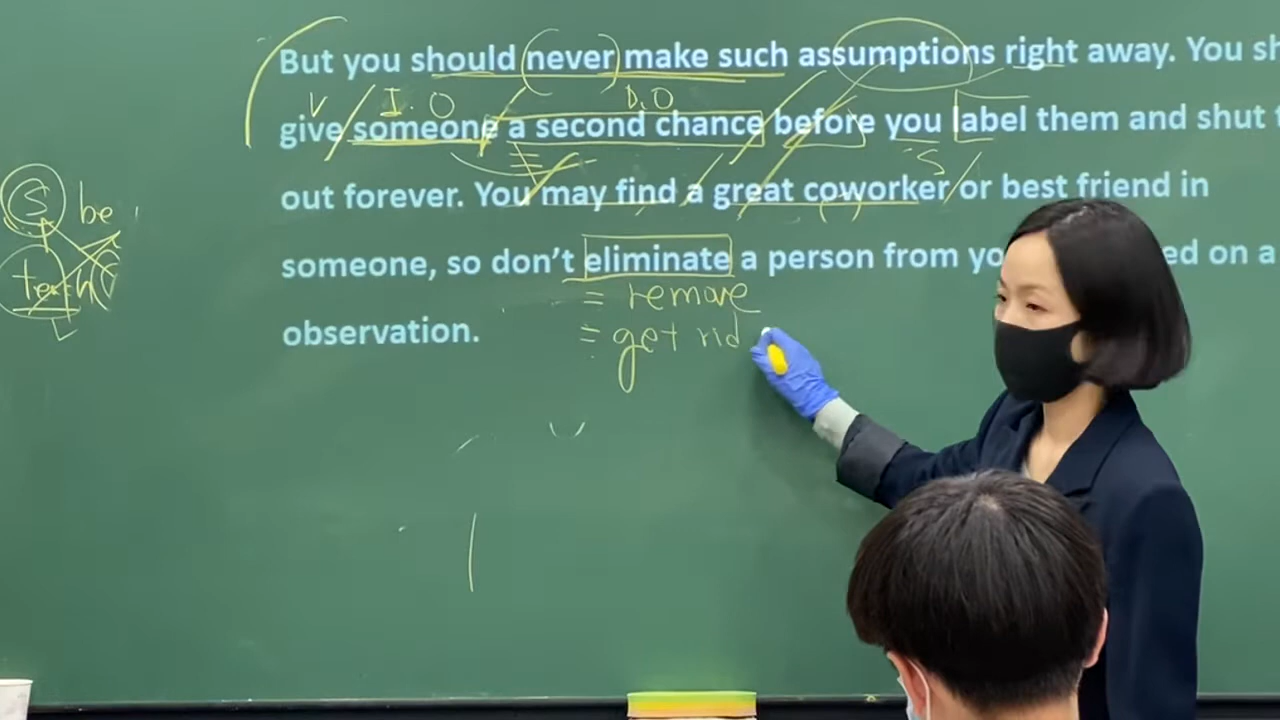 But you should never make such assumptions right away. You sh
V I. O D.O
give someone a second chance before you label them and shut
S
out forever. You may find a great coworker or best friend in
S be
someone, so don't eliminate a person from yo ed on a
= remove
observation.
= get rid